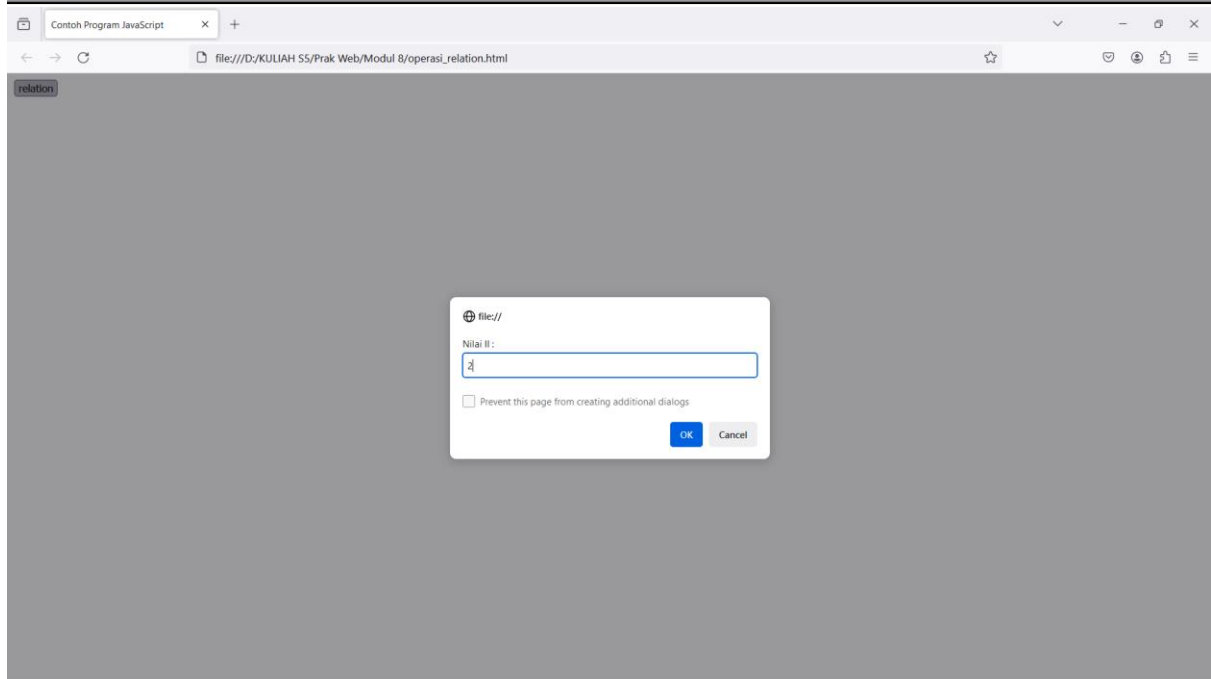 Contoh Program JavaScript
file:///D:/KULIAH S5/Prak Web/Modul 8/operasi_relation.html
relation
file://
Nilai II :
2
Prevent this page from creating additional dialogs
OK Cancel